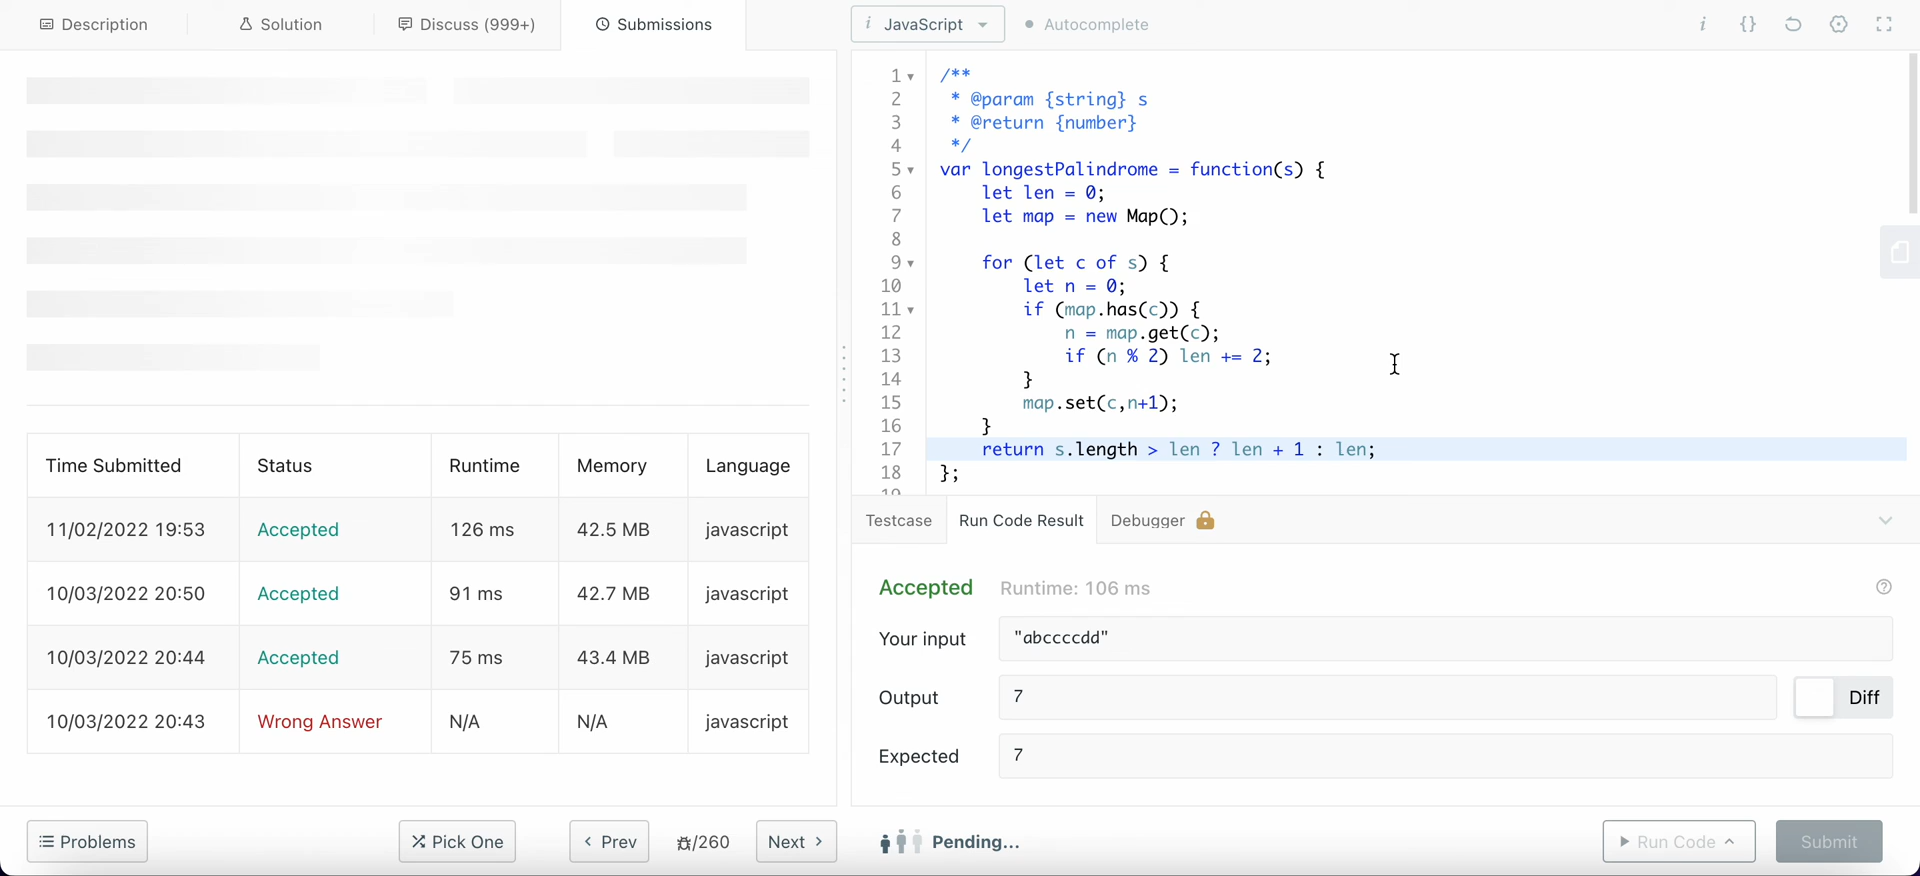 Description
Solution
Discuss (999+)
Submissions
i JavaScript
Autocomplete
i {}
1 /**
2 * @param {string} s
3 * @return {number}
4 */
5 var longestPalindrome = function(s) {
6 let len = 0;
7 let map = new Map();
8
9 for (let c of s) {
10 let n = 0;
11 if (map.has(c)) {
12 n = map.get(c);
13 if (n % 2) len += 2;
14 }
15 map.set(c,n+1);
16 }
17 return s.length > len ? len + 1 : len;
18 };
19
Time Submitted Status Runtime Memory Language
11/02/2022 19:53 Accepted 126 ms 42.5 MB javascript
10/03/2022 20:50 Accepted 91 ms 42.7 MB javascript
10/03/2022 20:44 Accepted 75 ms 43.4 MB javascript
10/03/2022 20:43 Wrong Answer N/A N/A javascript
Testcase Run Code Result Debugger
Accepted Runtime: 106 ms
Your input "abccccdd"
Output 7 Diff
Expected 7
Problems
Pick One
Prev
/260
Next
Pending...
Run Code
Submit